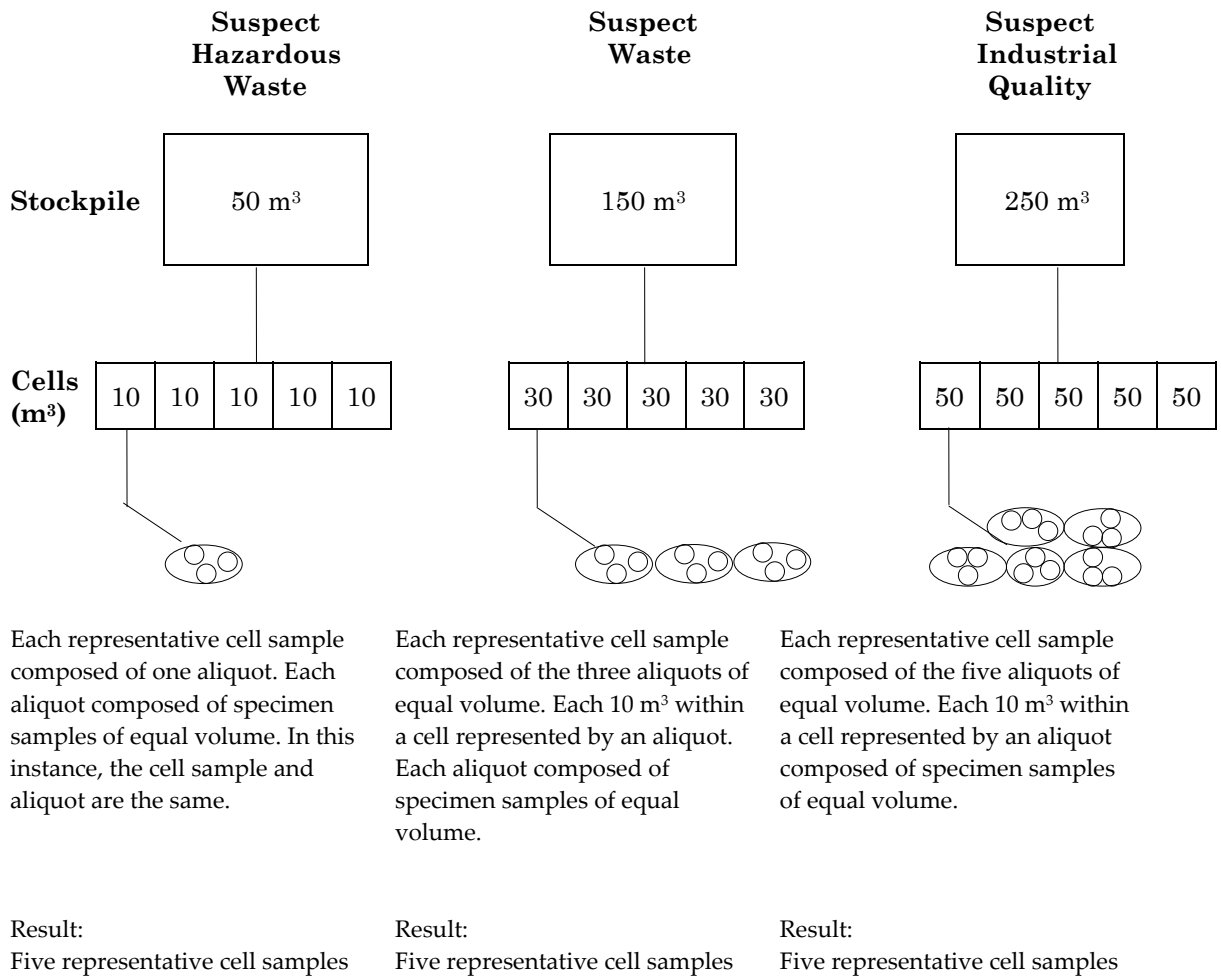 Suspect
Hazardous
Waste
Suspect
Waste
Suspect
Industrial
Quality
Stockpile
50 m³
150 m³
250 m³
Cells
(m³)
10 10 10 10 10
30 30 30 30 30
50 50 50 50 50
Each representative cell sample
composed of one aliquot. Each
aliquot composed of specimen
samples of equal volume. In this
instance, the cell sample and
aliquot are the same.
Each representative cell sample
composed of the three aliquots of
equal volume. Each 10 m³ within
a cell represented by an aliquot.
Each aliquot composed of
specimen samples of equal
volume.
Each representative cell sample
composed of the five aliquots of
equal volume. Each 10 m³ within
a cell represented by an aliquot
composed of specimen samples
of equal volume.
Result:
Five representative cell samples
Result:
Five representative cell samples
Result:
Five representative cell samples